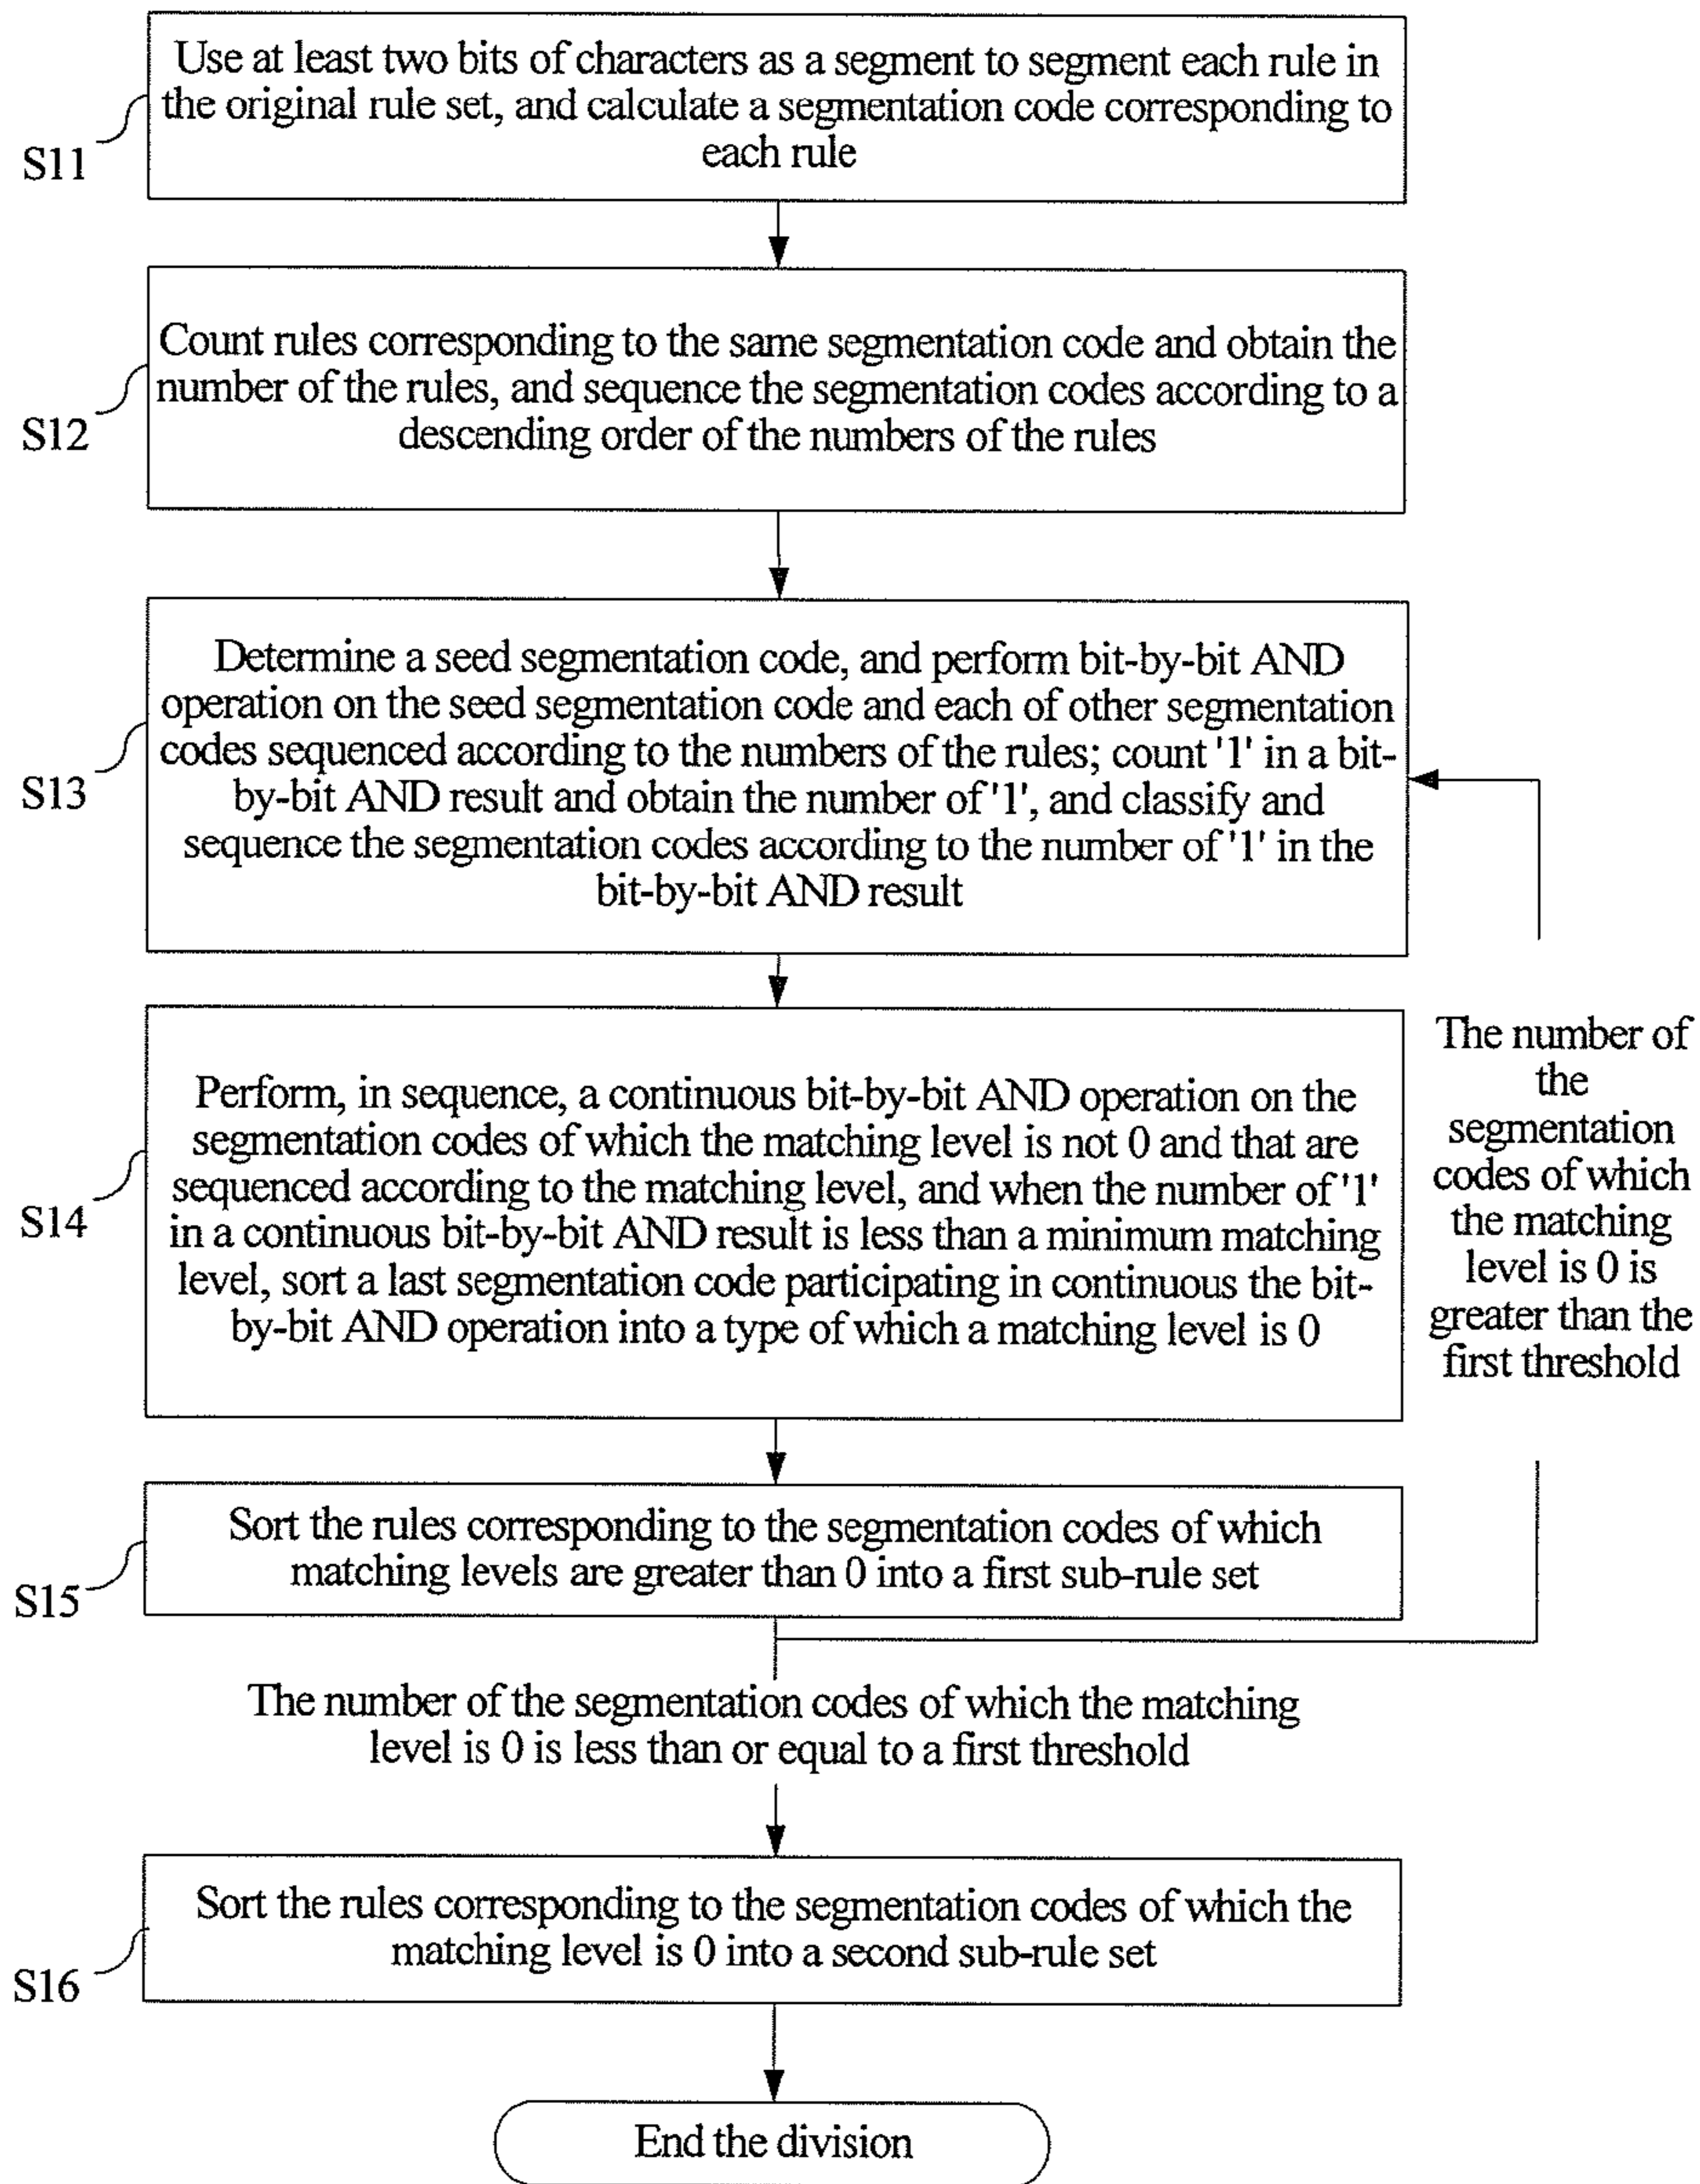 Use at least two bits of characters as a segment to segment each rule in
the original rule set, and calculate a segmentation code corresponding to
each rule
S11
Count rules corresponding to the same segmentation code and obtain the
number of the rules, and sequence the segmentation codes according to a
descending order of the numbers of the rules
S12
Determine a seed segmentation code, and perform bit-by-bit AND
operation on the seed segmentation code and each of other segmentation
codes sequenced according to the numbers of the rules; count '1' in a bit-
by-bit AND result and obtain the number of '1', and classify and
sequence the segmentation codes according to the number of '1' in the
bit-by-bit AND result
S13
Perform, in sequence, a continuous bit-by-bit AND operation on the
segmentation codes of which the matching level is not 0 and that are
sequenced according to the matching level, and when the number of '1'
in a continuous bit-by-bit AND result is less than a minimum matching
level, sort a last segmentation code participating in continuous the bit-
by-bit AND operation into a type of which a matching level is 0
S14
The number of
the
segmentation
codes of which
the matching
level is 0 is
greater than the
first threshold
Sort the rules corresponding to the segmentation codes of which
matching levels are greater than 0 into a first sub-rule set
S15
The number of the segmentation codes of which the matching
level is 0 is less than or equal to a first threshold
Sort the rules corresponding to the segmentation codes of which the
matching level is 0 into a second sub-rule set
S16
End the division